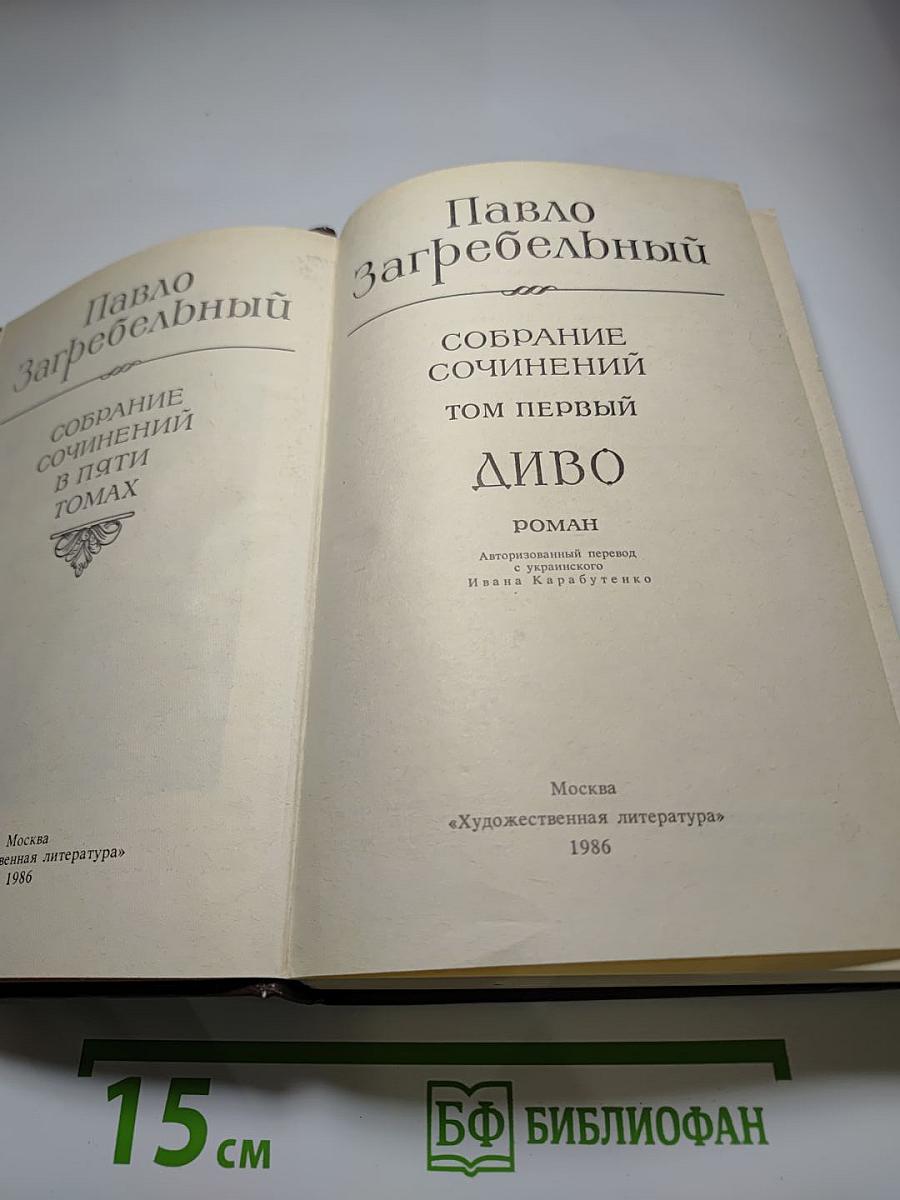 Павло
Загребельный
СОБРАНИЕ
СОЧИНЕНИЙ
В ПЯТИ
ТОМАХ
Москва
литература»
1986
Павло
Загребельный
СОБРАНИЕ
СОЧИНЕНИЙ
ТОМ ПЕРВЫЙ
ДИВО
РОМАН
Авторизованный перевод
с украинского
Ивана Карабутенко
Москва
«Художественная литература»
1986
15 см
БФ БИБЛИОФАН